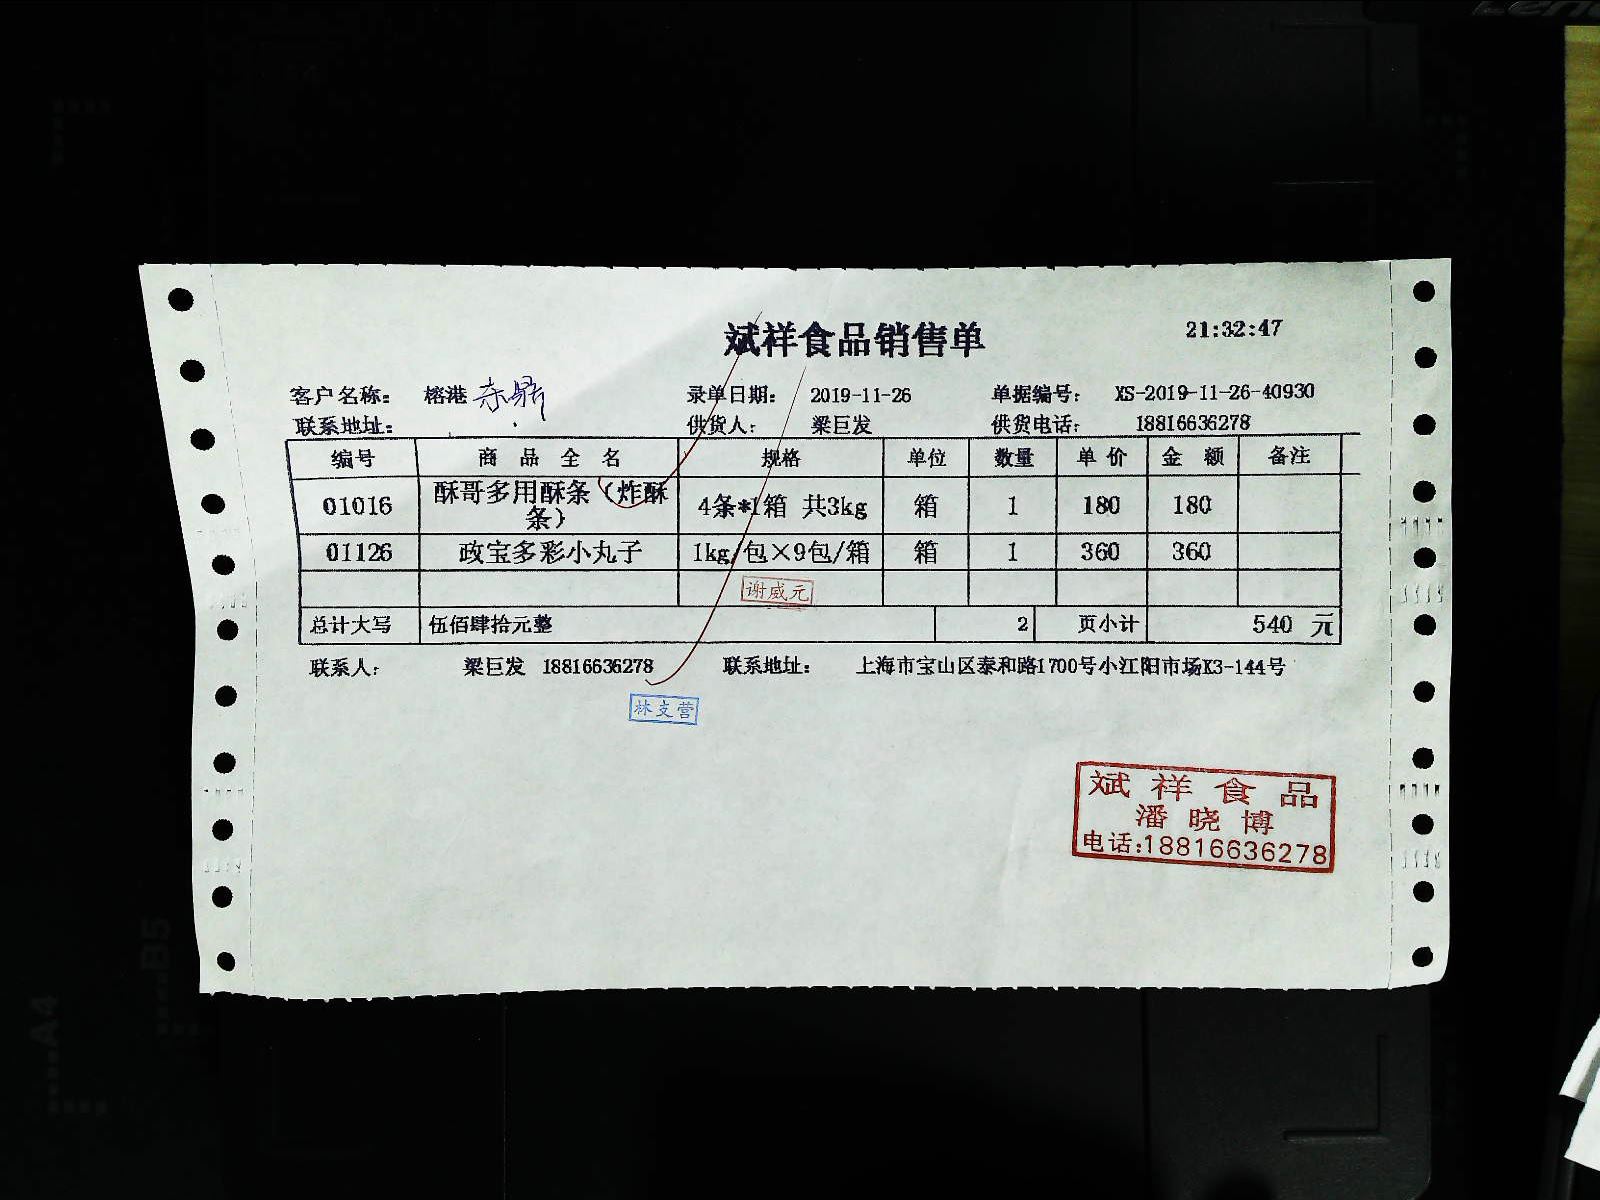 斌祥食品销售单
21:32:47
客户名称： 榕港 录单日期： 2019-11-26 单据编号： XS-2019-11-26-40930
联系地址： 供货人： 梁巨发 供货电话： 18816636278
编号 商 品 全 名 规格 单位 数量 单价 金额 备注
01016 酥哥多用酥条（炸酥条） 4条*1箱 共3kg 箱 1 180 180
01126 政宝多彩小丸子 1kg/包×9包/箱 箱 1 360 360
谢威元
总计大写 伍佰肆拾元整 2 页小计 540 元
联系人： 梁巨发 18816636278 联系地址： 上海市宝山区泰和路1700号小江阳市场K3-144号
林支营
斌祥食品
潘晓博
电话:18816636278
B5
A4